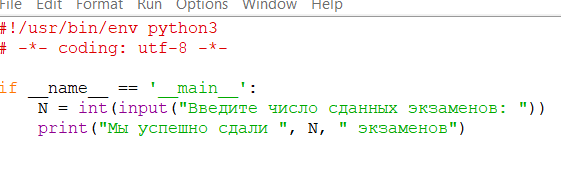 File Edit Format Run Options Window Help
#!/usr/bin/env python3
# -*- coding: utf-8 -*-
if __name__ == '__main__':
N = int(input("Введите число сданных экзаменов: "))
print("Мы успешно сдали ", N, " экзаменов")